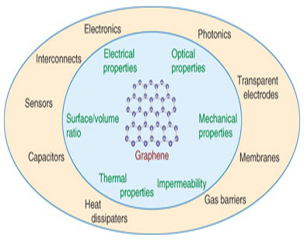 Electronics
Photonics
Interconnects
Electrical
properties
Optical
properties
Transparent
electrodes
Sensors
Surface/volume
ratio
Mechanical
properties
Graphene
Capacitors
Membranes
Thermal
properties
Impermeability
Heat
dissipaters
Gas barriers